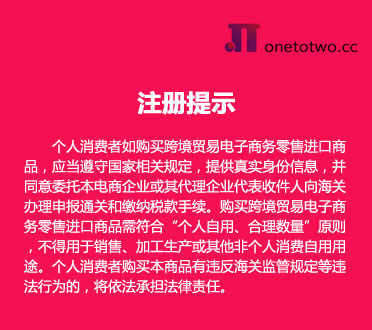 onetotwo.cc
注册提示
个人消费者如购买跨境贸易电子商务零售进口商
品，应当遵守国家相关规定，提供真实身份信息，并
同意委托本电商企业或其代理企业代表收件人向海关
办理申报通关和缴纳税款手续。购买跨境贸易电子商
务零售进口商品需符合“个人自用、合理数量”原则
，不得用于销售、加工生产或其他非个人消费自用用
途。个人消费者购买本商品有违反海关监管规定等违
法行为的，将依法承担法律责任。